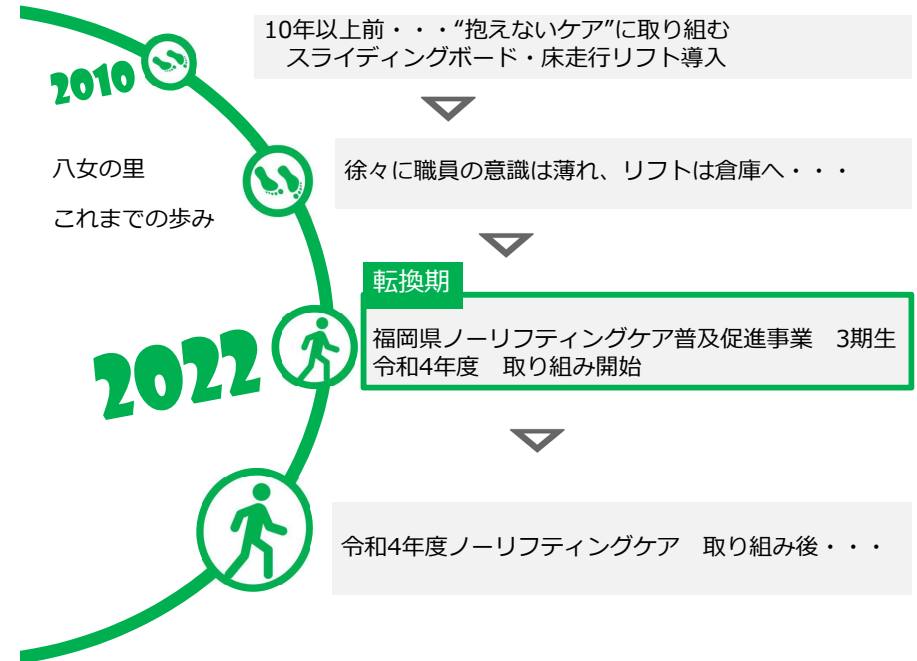 10年以上前・・・“抱えないケア”に取り組む
スライディングボード・床走行リフト導入
2010
八女の里
これまでの歩み
徐々に職員の意識は薄れ、リフトは倉庫へ・・・
転換期
2022
福岡県ノーリフティングケア普及促進事業　3期生
令和4年度　取り組み開始
令和4年度ノーリフティングケア　取り組み後・・・